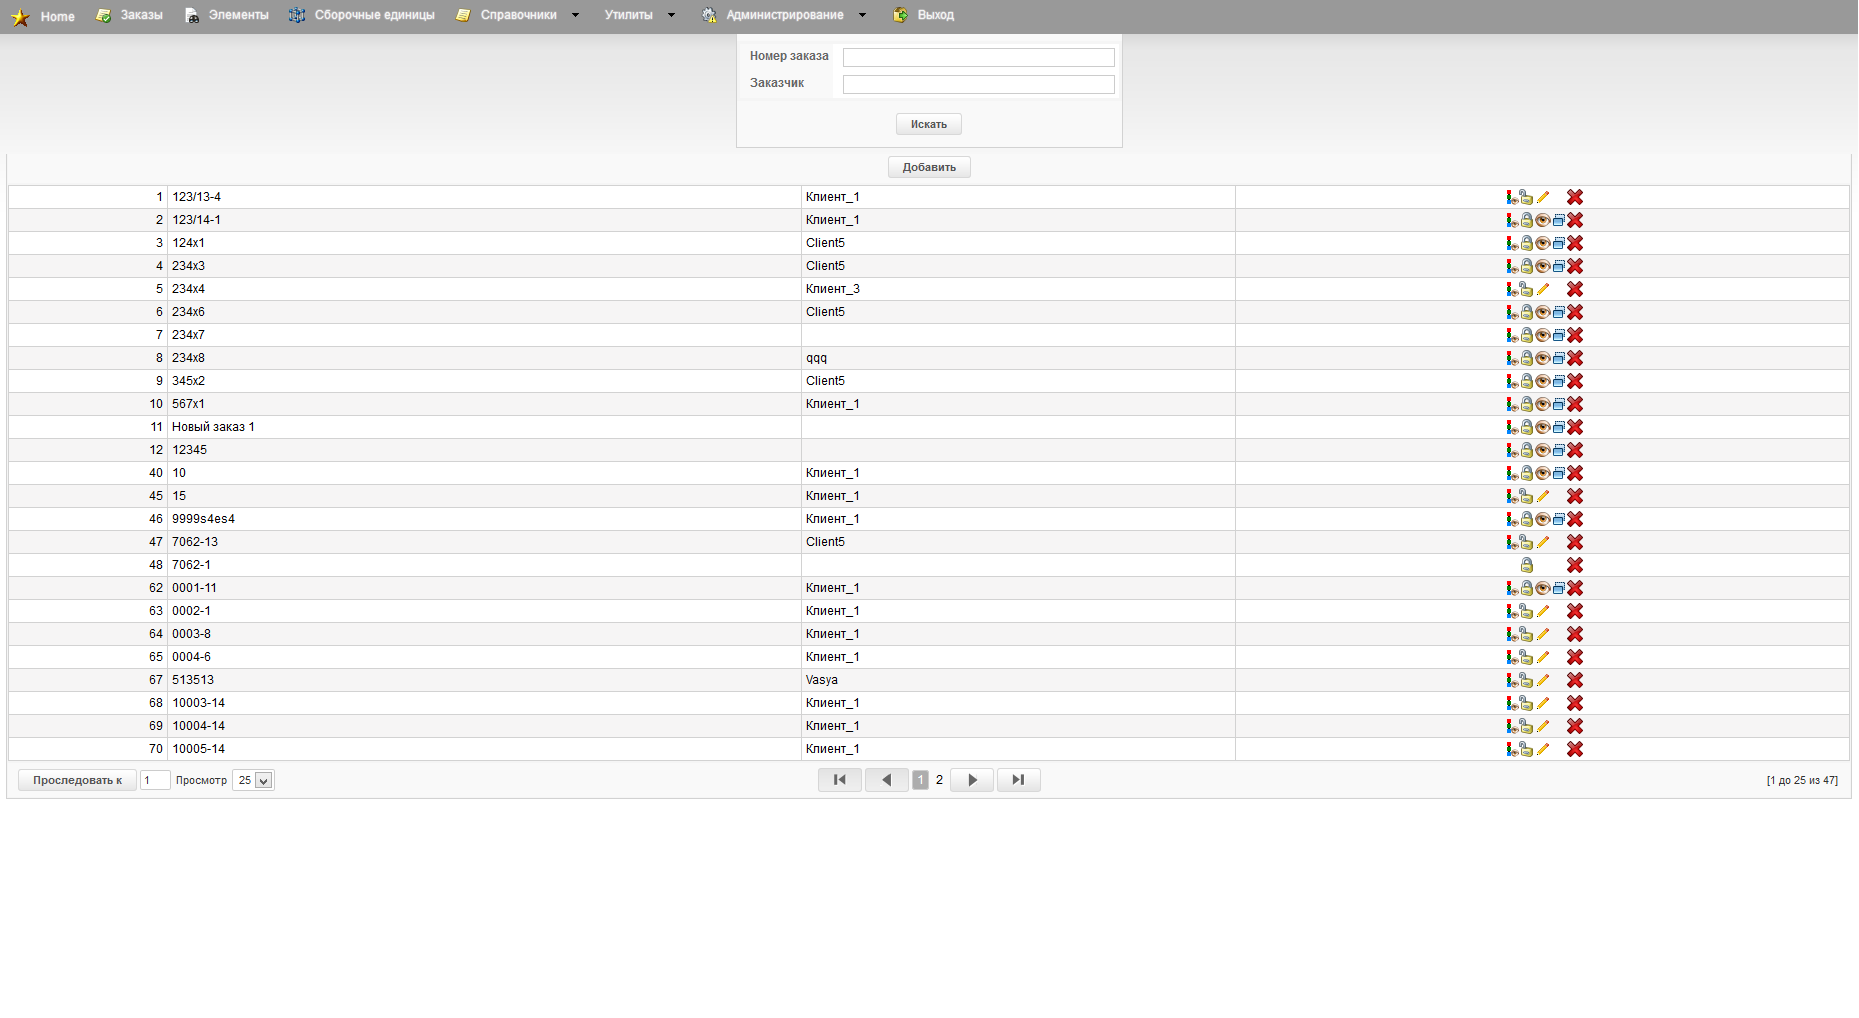 Home Заказы Элементы Сборочные единицы Справочники Утилиты Администрирование Выход
Номер заказа
Заказчик
Искать
Добавить
1 123/13-4 Клиент_1
2 123/14-1 Клиент_1
3 124x1 Client5
4 234x3 Client5
5 234x4 Клиент_3
6 234x6 Client5
7 234x7
8 234x8 qqq
9 345x2 Client5
10 567x1 Клиент_1
11 Новый заказ 1
12 12345
40 10 Клиент_1
45 15 Клиент_1
46 9999s4es4 Клиент_1
47 7062-13 Client5
48 7062-1
62 0001-11 Клиент_1
63 0002-1 Клиент_1
64 0003-8 Клиент_1
65 0004-6 Клиент_1
67 513513 Vasya
68 10003-14 Клиент_1
69 10004-14 Клиент_1
70 10005-14 Клиент_1
Проследовать к 1 Просмотр 25 1 2 [1 до 25 из 47]